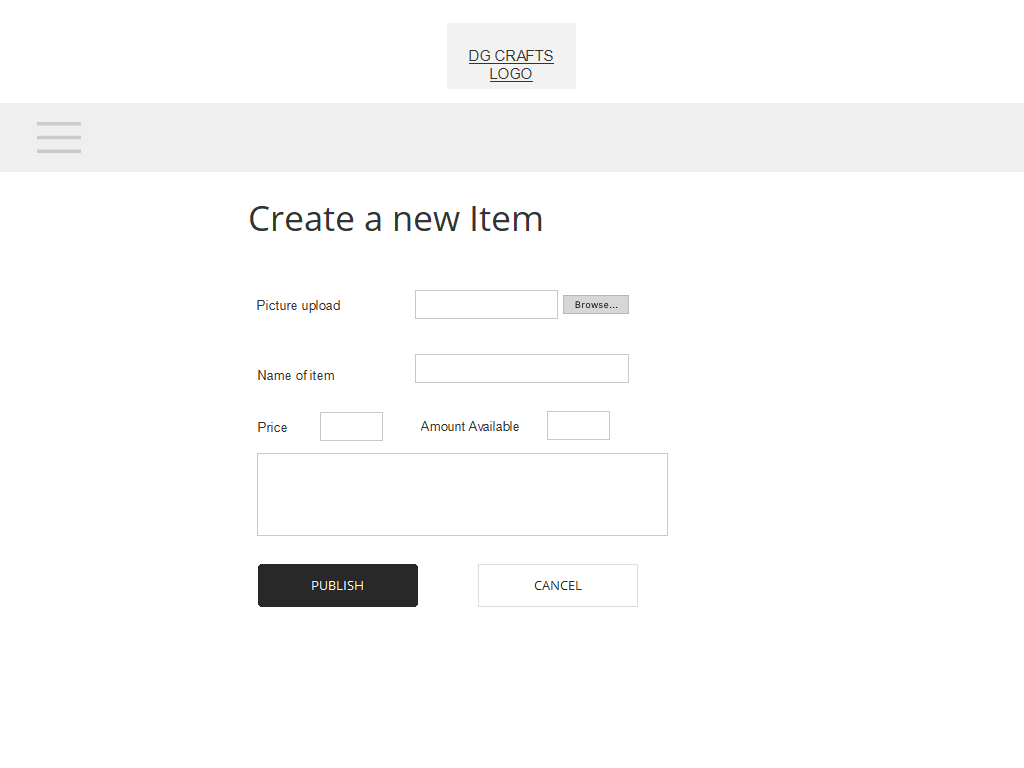 DG CRAFTS
LOGO
Create a new Item
Picture upload
Browse...
Name of item
Price
Amount Available
PUBLISH
CANCEL